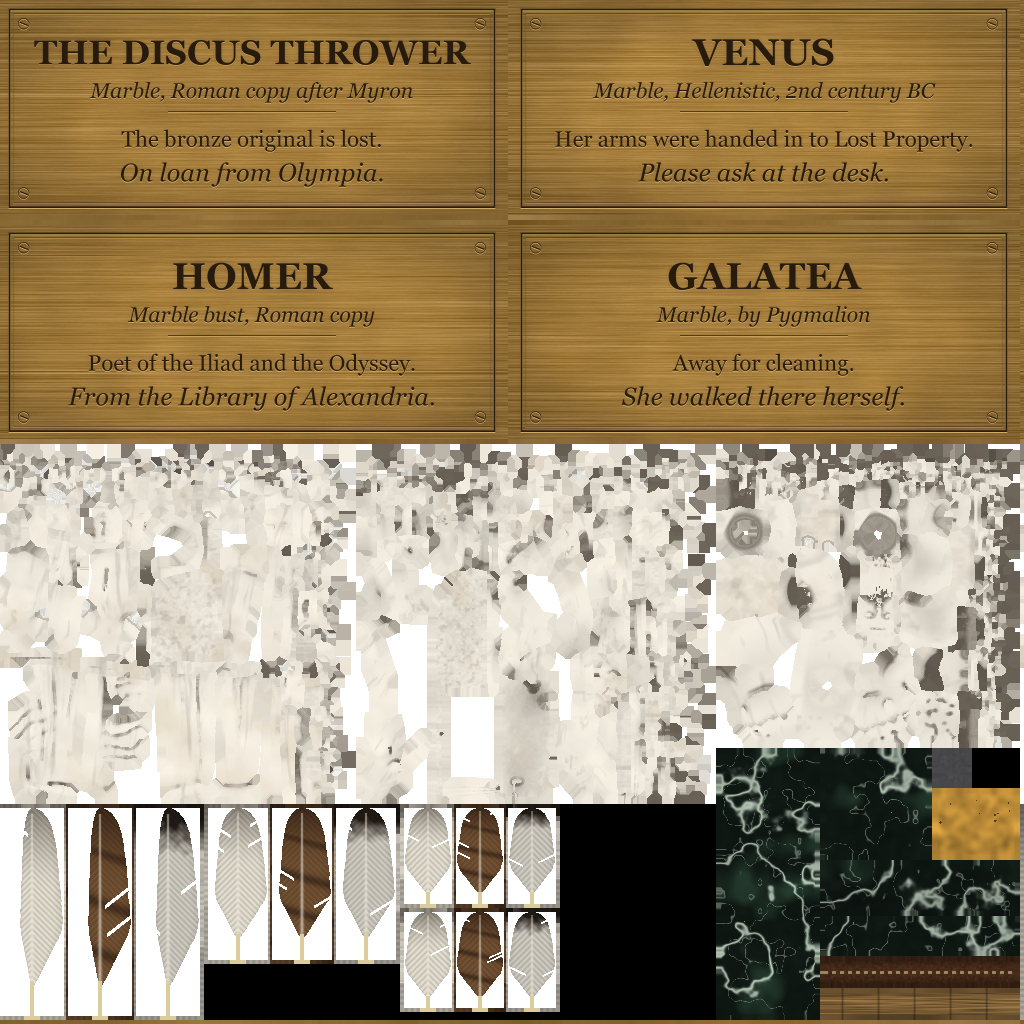 THE DISCUS THROWER
Marble, Roman copy after Myron
The bronze original is lost.
On loan from Olympia.
VENUS
Marble, Hellenistic, 2nd century BC
Her arms were handed in to Lost Property.
Please ask at the desk.
HOMER
Marble bust, Roman copy
Poet of the Iliad and the Odyssey.
From the Library of Alexandria.
GALATEA
Marble, by Pygmalion
Away for cleaning.
She walked there herself.